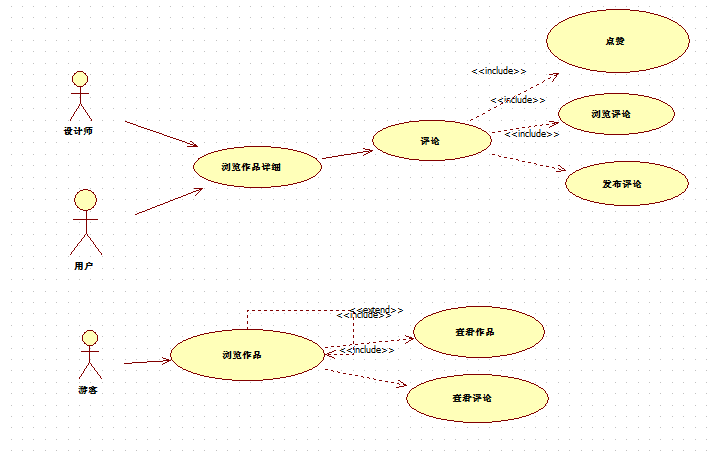 点赞
<<include>>
<<include>>
浏览评论
设计师
<<include>>
评论
浏览作品详细
发布评论
用户
<<extend>>
<<include>>
查看作品
<<include>>
浏览作品
游客
查看评论